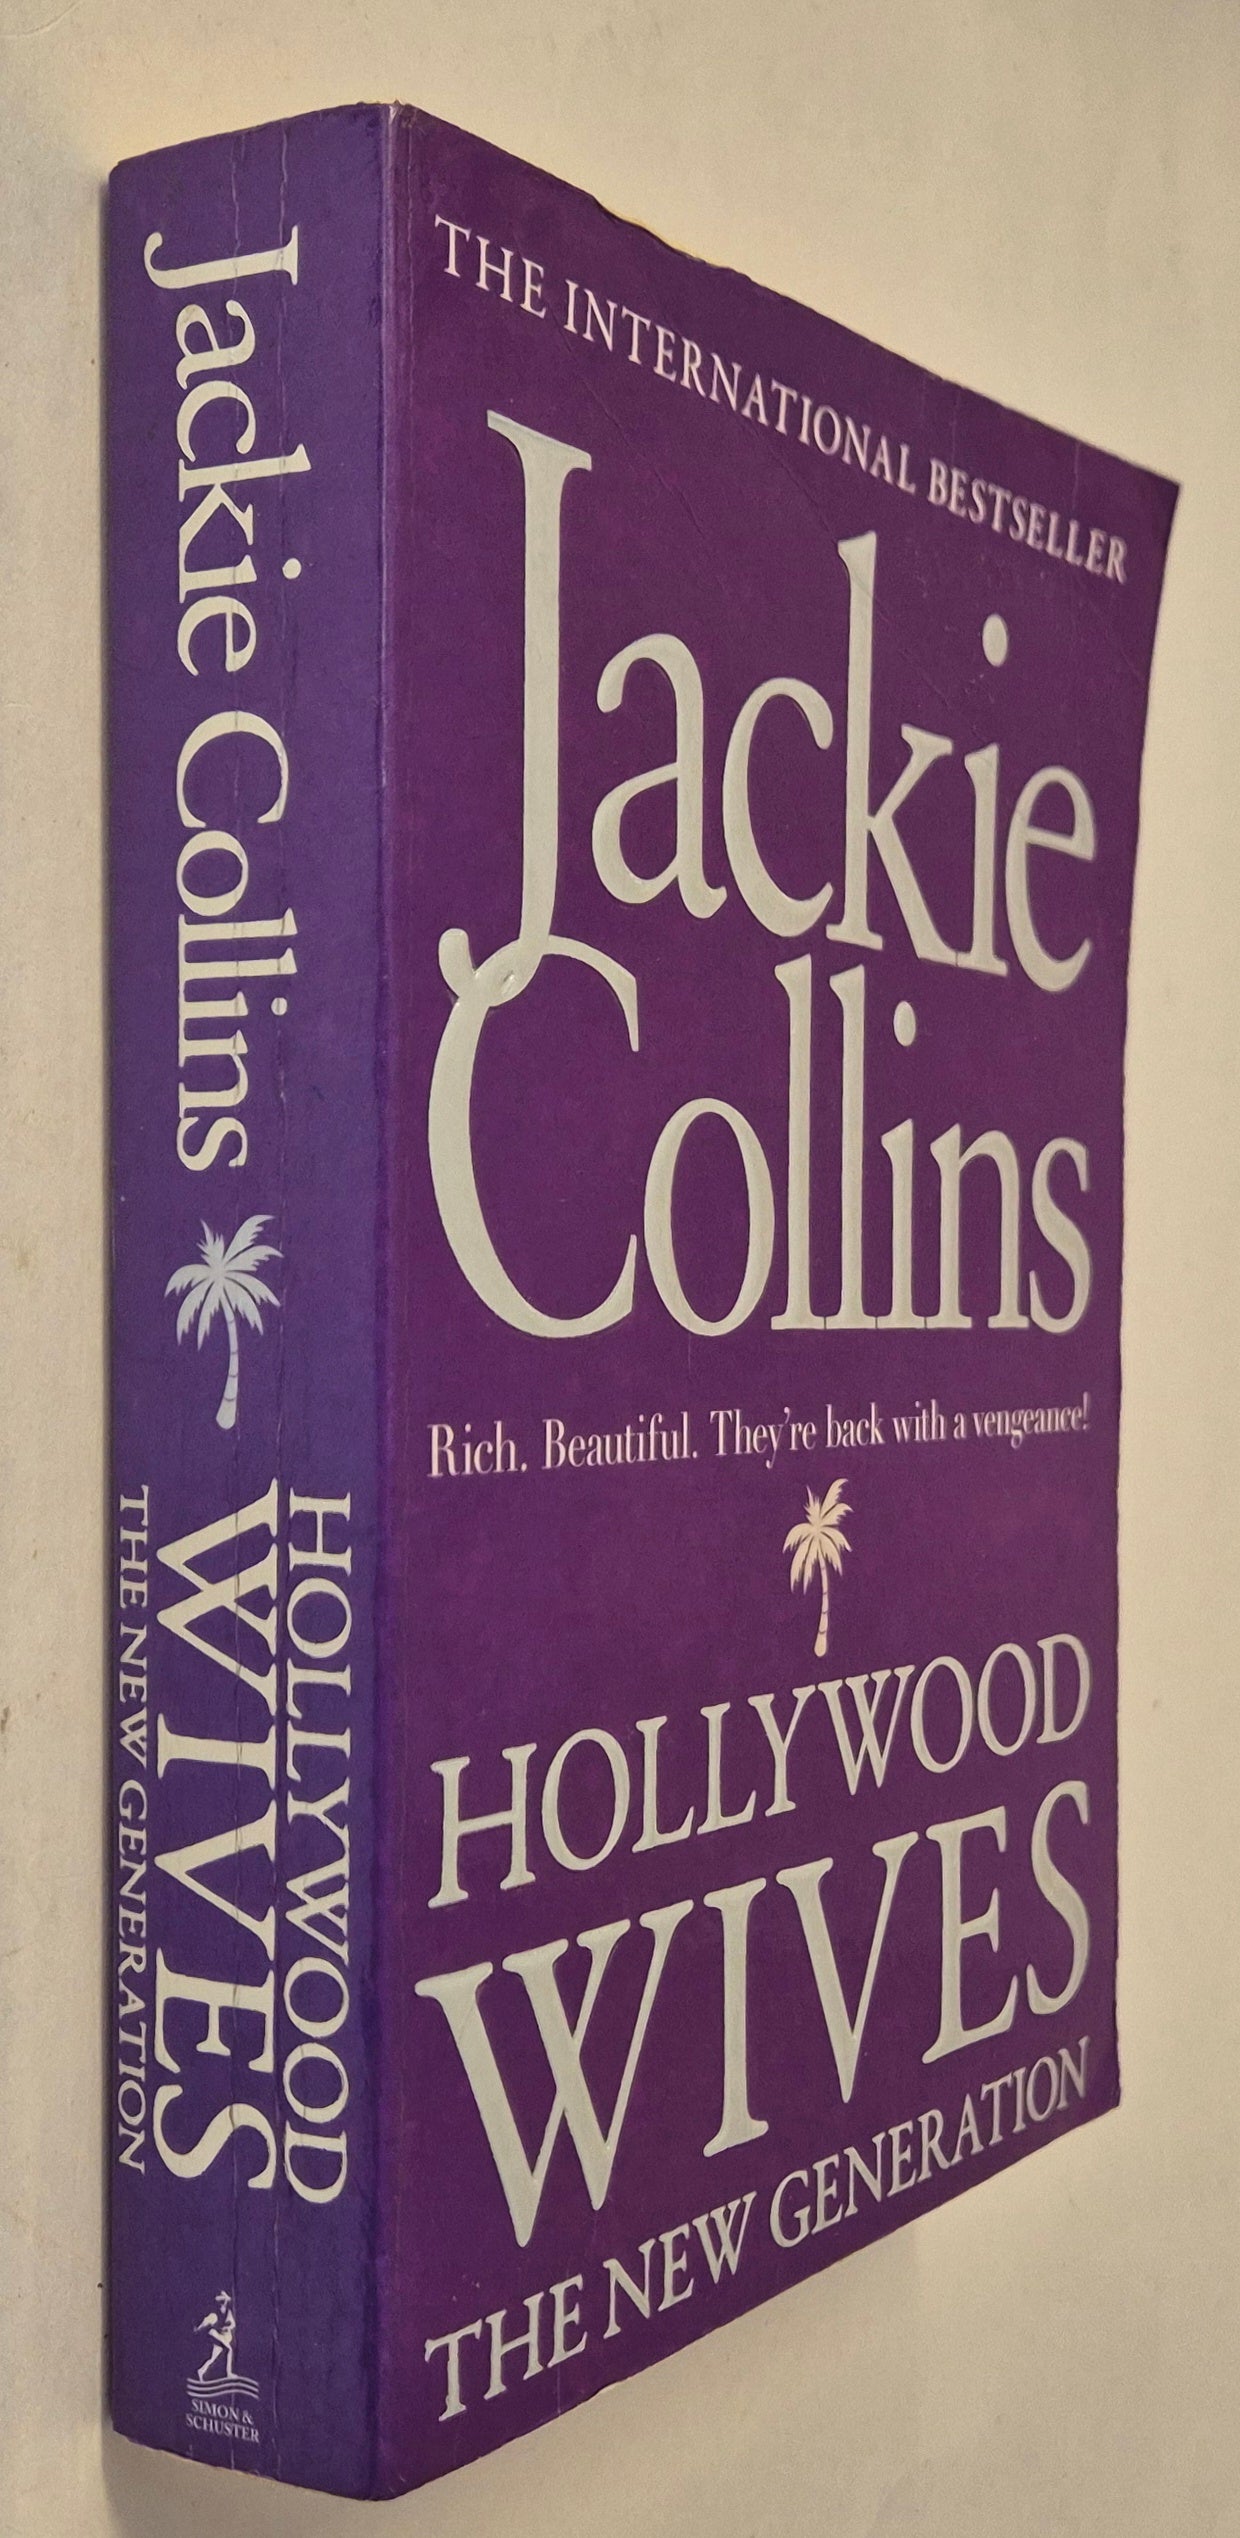 Jackie Collins
HOLLYWOOD
WIVES
THE NEW GENERATION
SIMON &
SCHUSTER
THE INTERNATIONAL BESTSELLER
Jackie
Collins
Rich. Beautiful. They're back with a vengeance!
HOLLYWOOD
WIVES
THE NEW GENERATION